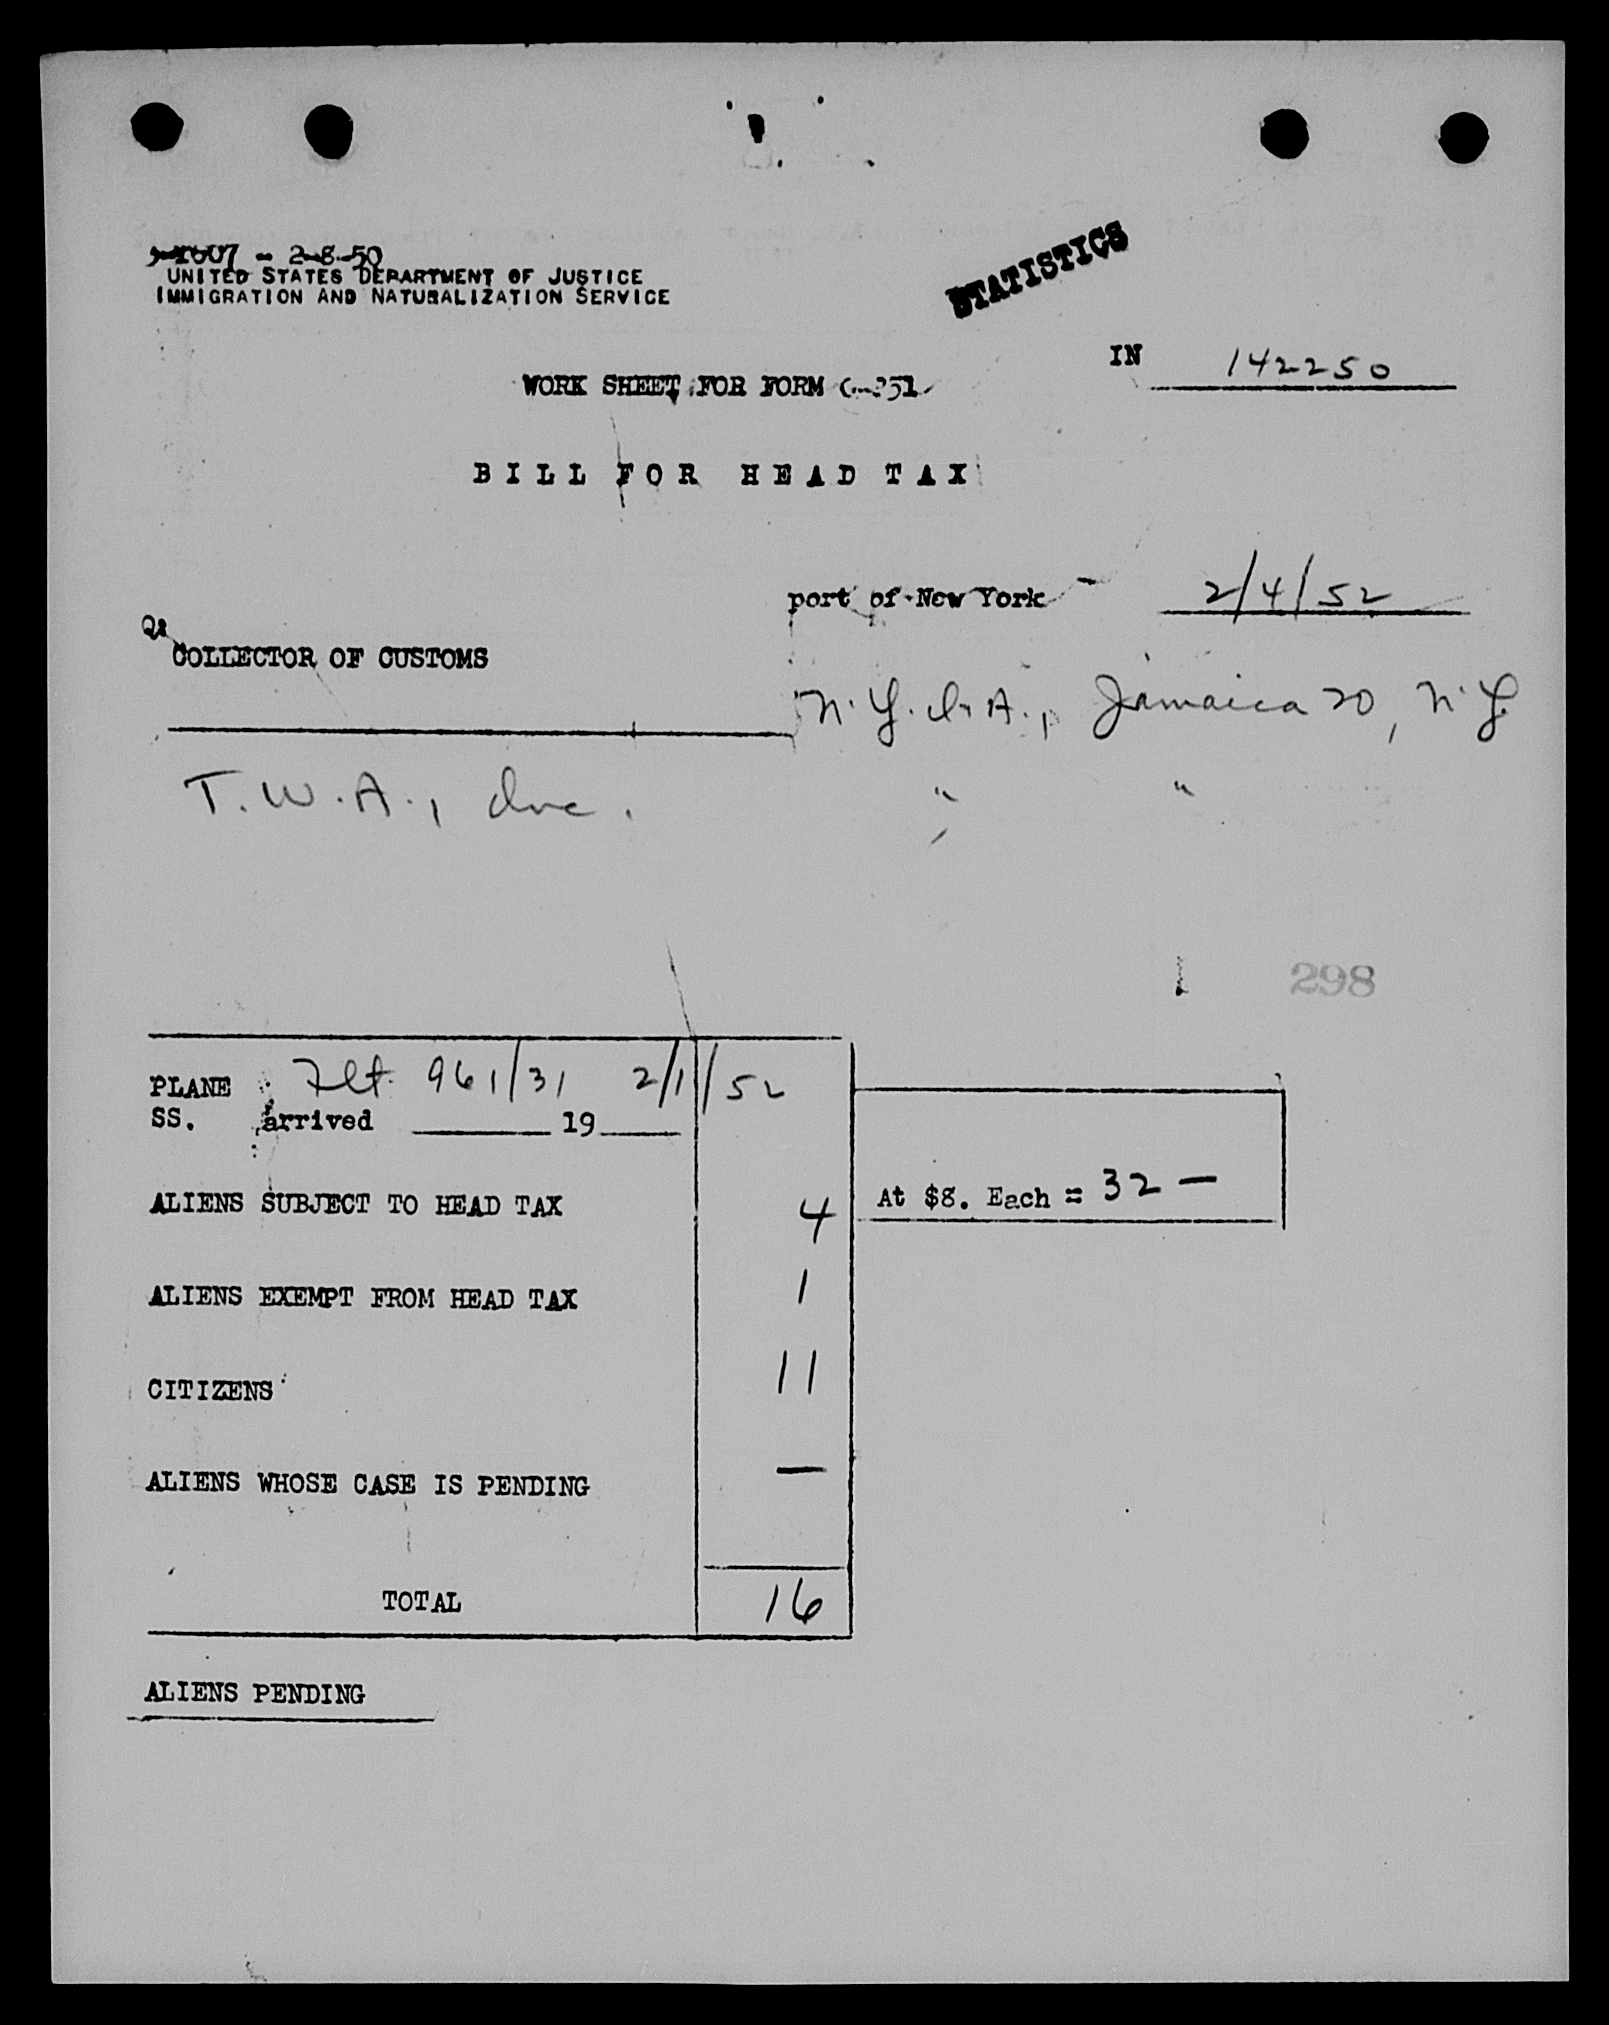 - 2-8-50
UNITED STATES DEPARTMENT OF JUSTICE
IMMIGRATION AND NATURALIZATION SERVICE
STATISTICS
IN 142250
WORK SHEET FOR FORM
BILL FOR HEAD TAX
port of New York 2/4/52
COLLECTOR OF CUSTOMS
N.Y.I.A., Jamaica 20, N.Y.
T.W.A., Inc. " "
298
PLANE Flt. 961/31 2/1/52
SS. arrived 19
ALIENS SUBJECT TO HEAD TAX 4 At $8. Each = 32 —
ALIENS EXEMPT FROM HEAD TAX 1
CITIZENS 11
ALIENS WHOSE CASE IS PENDING —
TOTAL 16
ALIENS PENDING